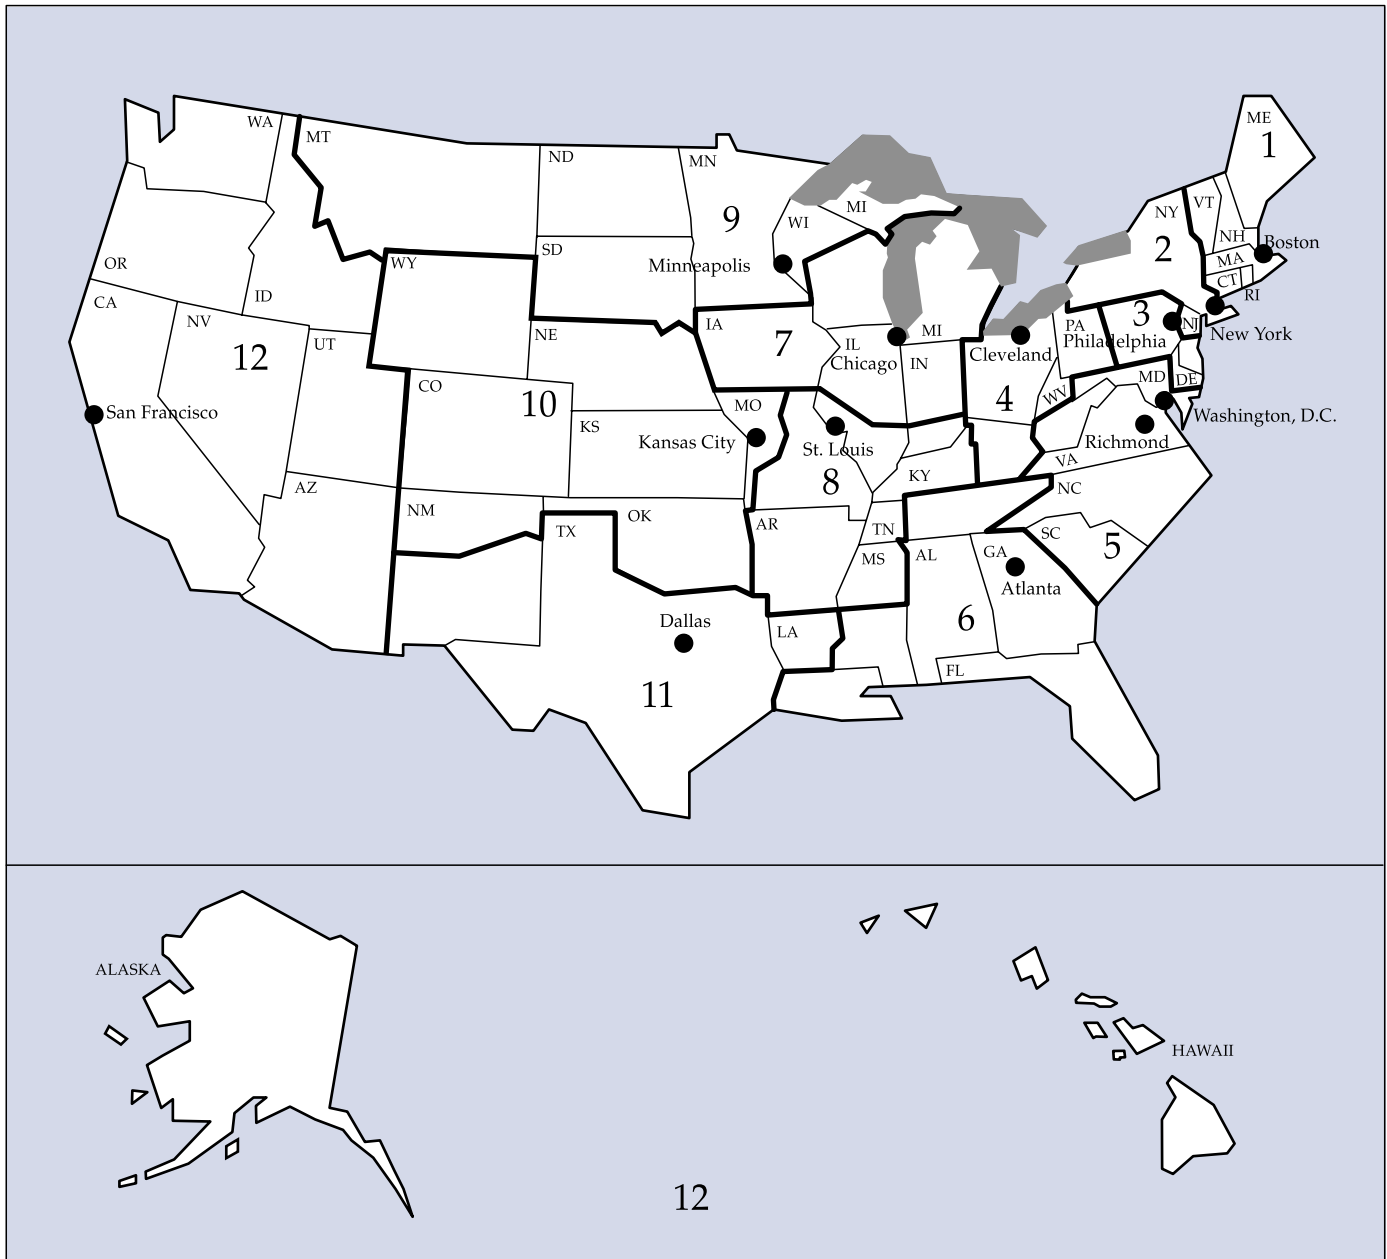 ME
1
WA
MT
ND
MN
MI
WI
9
NY
VT
2
NH
Boston
MA
CT
RI
OR
SD
Minneapolis
WY
ID
CA
NV
UT
NE
IA
7
IL
Chicago
MI
IN
Cleveland
4
PA
3
Philadelphia
NJ
New York
12
CO
10
MO
WV
MD
DE
Washington, D.C.
San Francisco
KS
Kansas City
St. Louis
8
KY
Richmond
VA
AZ
NM
TX
OK
AR
TN
MS
AL
GA
Atlanta
NC
SC
5
6
Dallas
LA
FL
11
ALASKA
HAWAII
12